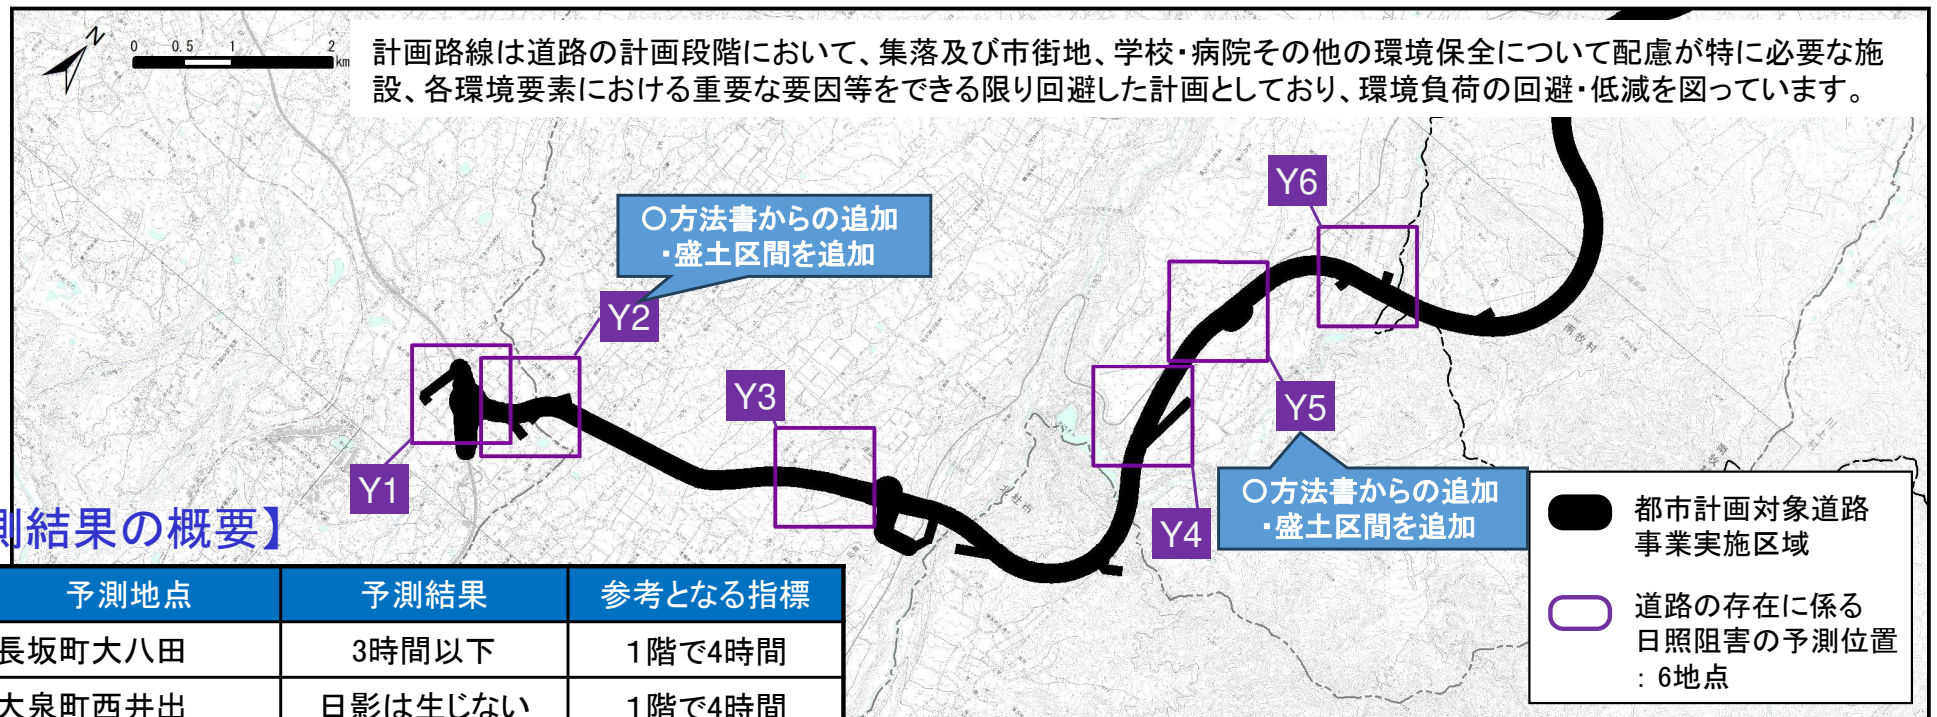 N
0 0.5 1 2
km
計画路線は道路の計画段階において、集落及び市街地、学校・病院その他の環境保全について配慮が特に必要な施
設、各環境要素における重要な要因等をできる限り回避した計画としており、環境負荷の回避・低減を図っています。
Y6
〇方法書からの追加
・盛土区間を追加
Y2
Y3
Y5
Y1
Y4
〇方法書からの追加
・盛土区間を追加
南牧村
都市計画対象道路
事業実施区域
道路の存在に係る
日照阻害の予測位置
：6地点
測結果の概要】
予測地点 予測結果 参考となる指標
長坂町大八田 3時間以下 1階で4時間
大泉町西井出 日影は生じない 1階で4時間